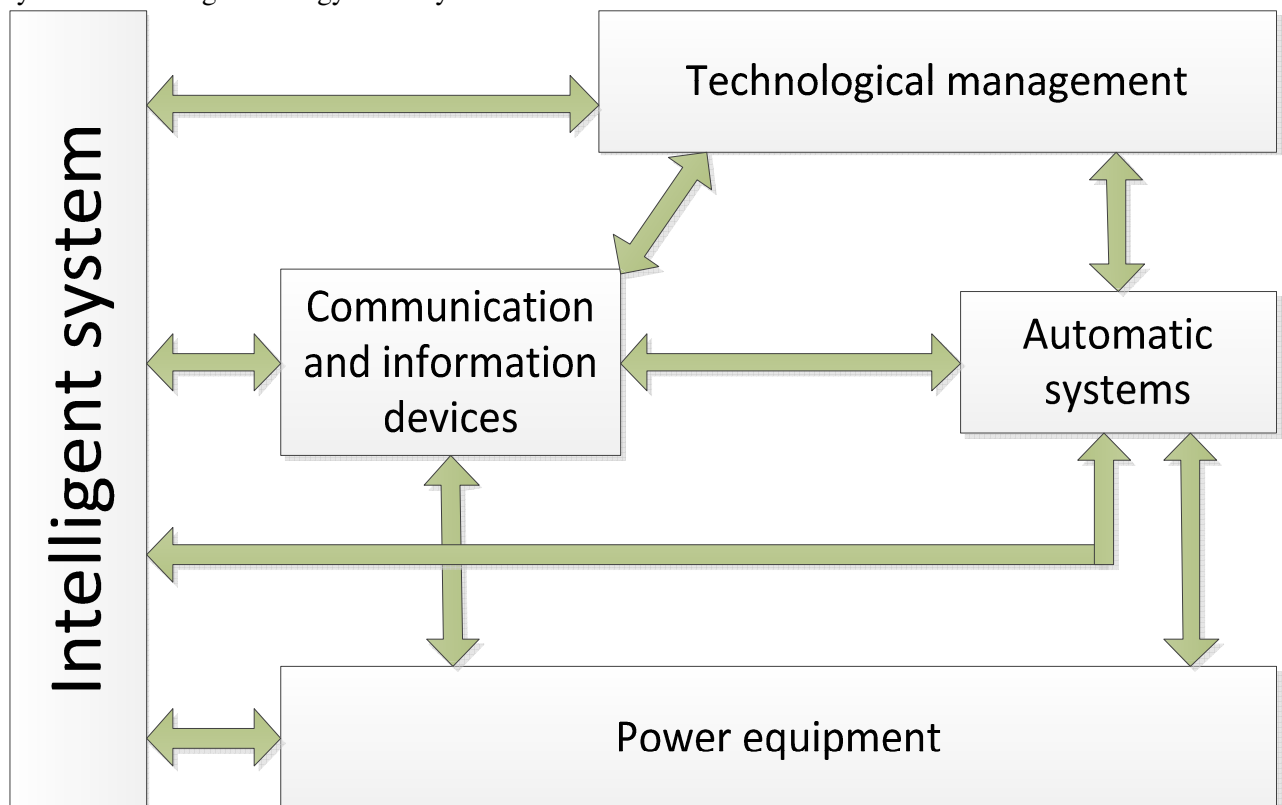 Intelligent system
Technological management
Communication
and information
devices
Automatic
systems
Power equipment